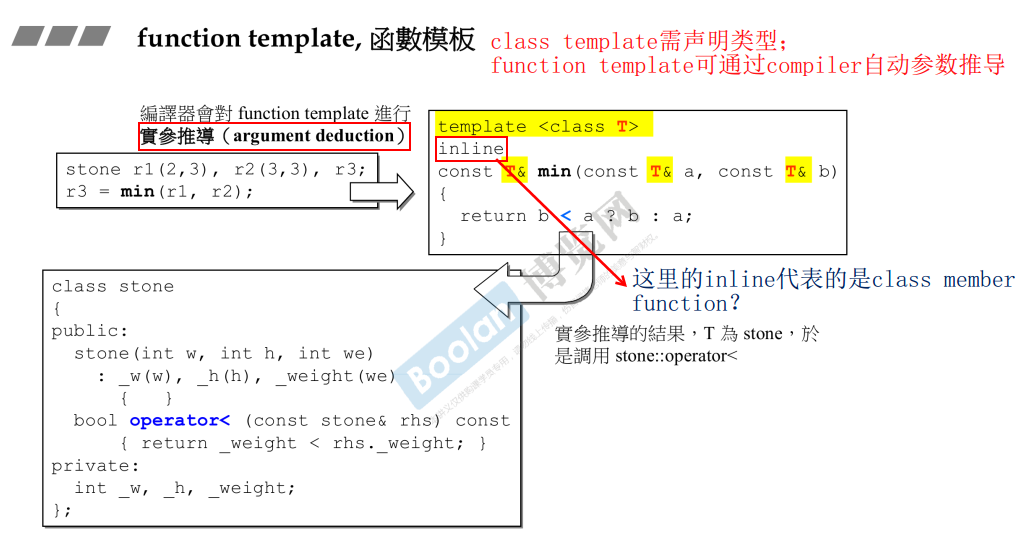 function template, 函數模板
class template需声明类型;
function template可通过compiler自动参数推导
編譯器會對 function template 進行
實參推導（argument deduction）
stone r1(2,3), r2(3,3), r3;
r3 = min(r1, r2);
template <class T>
inline
const T& min(const T& a, const T& b)
{
return b < a ? b : a;
}
class stone
{
public:
stone(int w, int h, int we)
: _w(w), _h(h), _weight(we)
{ }
bool operator< (const stone& rhs) const
{ return _weight < rhs._weight; }
private:
int _w, _h, _weight;
};
这里的inline代表的是class member
function？
實參推導的結果，T 為 stone，於
是調用 stone::operator<
Boolan
博览网